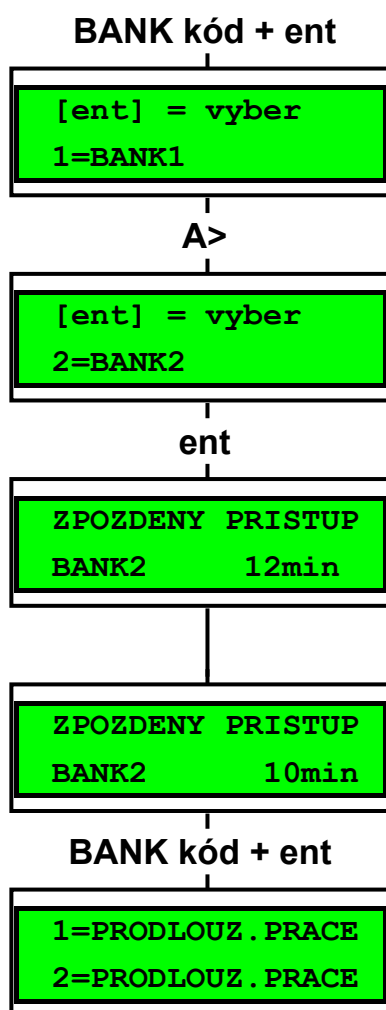 BANK kód + ent
[ent] = vyber
1=BANK1
A>
[ent] = vyber
2=BANK2
ent
ZPOZDENY PRISTUP
BANK2 12min
ZPOZDENY PRISTUP
BANK2 10min
BANK kód + ent
1=PRODLOUZ.PRACE
2=PRODLOUZ.PRACE